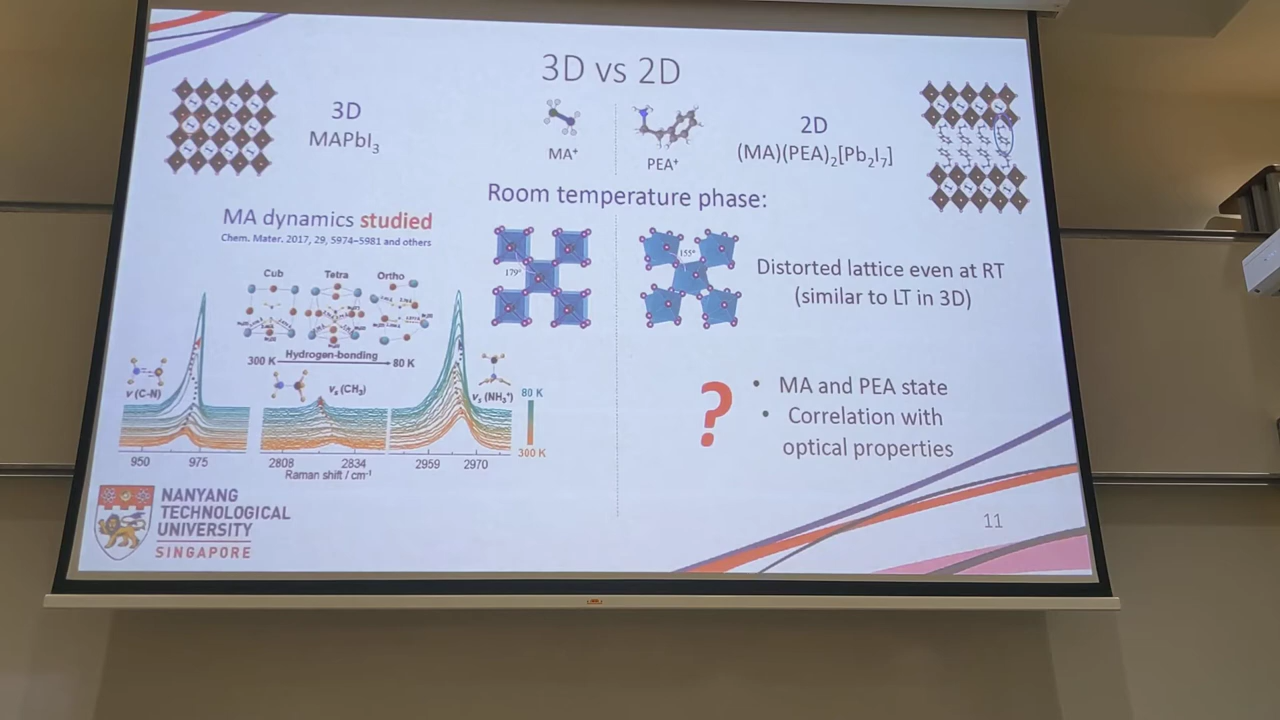 3D vs 2D
3D
MAPbI₃
MA⁺
PEA⁺
2D
(MA)(PEA)₂[Pb₂I₇]
Room temperature phase:
MA dynamics studied
Chem. Mater. 2017, 29, 5974–5981 and others
179°
155°
Distorted lattice even at RT
(similar to LT in 3D)
Cub
Tetra
Ortho
300 K
Hydrogen-bonding
80 K
ν (C-N)
νₛ (CH₃)
νₛ (NH₃⁺)
80 K
300 K
950
975
2808
2834
2959
2970
Raman shift / cm⁻¹
?
• MA and PEA state
• Correlation with
optical properties
NANYANG
TECHNOLOGICAL
UNIVERSITY
SINGAPORE
11